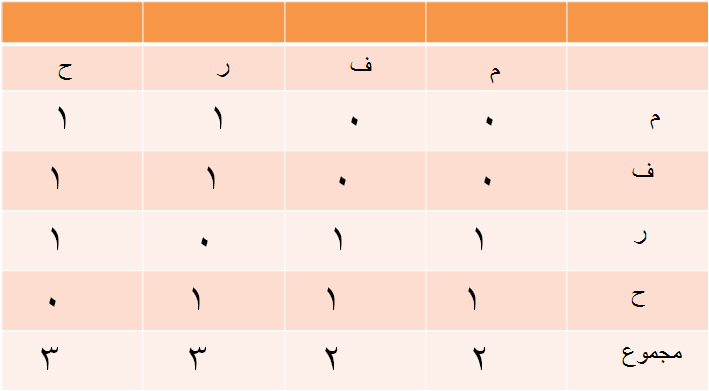 م ف ر ح
م ٠ ٠ ١ ١
ف ٠ ٠ ١ ١
ر ١ ١ ٠ ١
ح ١ ١ ١ ٠
مجموع ٢ ٢ ٣ ٣